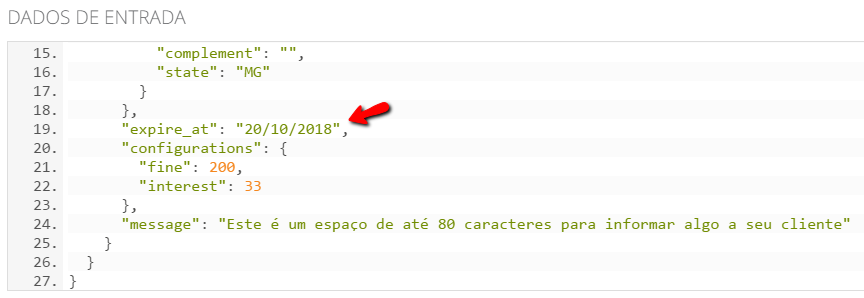 DADOS DE ENTRADA
15. "complement": "",
16. "state": "MG"
17. }
18. },
19. "expire_at": "20/10/2018",
20. "configurations": {
21. "fine": 200,
22. "interest": 33
23. },
24. "message": "Este é um espaço de até 80 caracteres para informar algo a seu cliente"
25. }
26. }
27. }